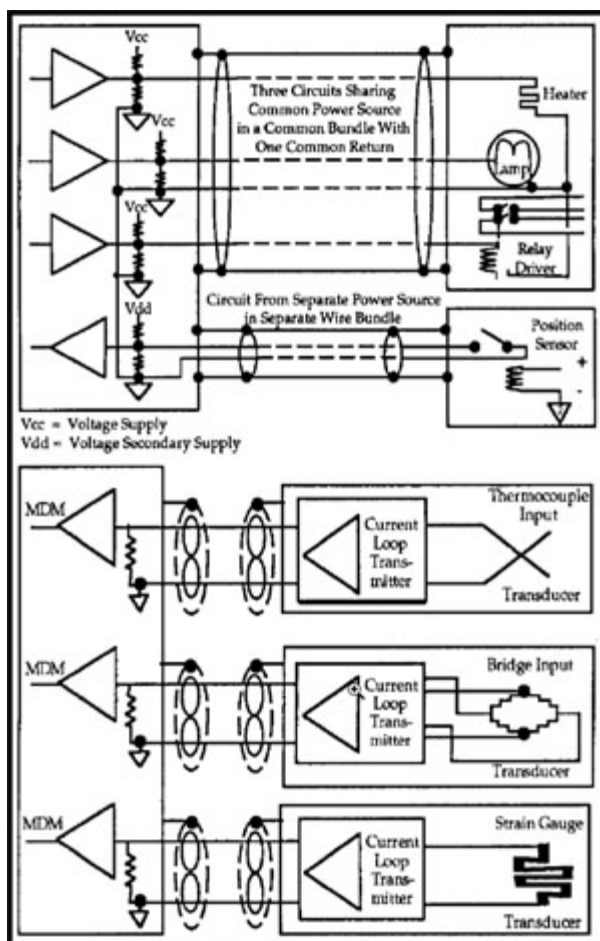 Vcc
Three Circuits Sharing
Common Power Source
in a Common Bundle With
One Common Return
Heater
Vcc
Lamp
Vcc
Relay
Driver
Circuit From Separate Power Source
in Separate Wire Bundle
Vdd
Position
Sensor
+
-
Vcc = Voltage Supply
Vdd = Voltage Secondary Supply
MDM
Current
Loop
Trans-
mitter
Thermocouple
Input
Transducer
MDM
Current
Loop
Trans-
mitter
Bridge Input
Transducer
MDM
Current
Loop
Trans-
mitter
Strain Gauge
Transducer